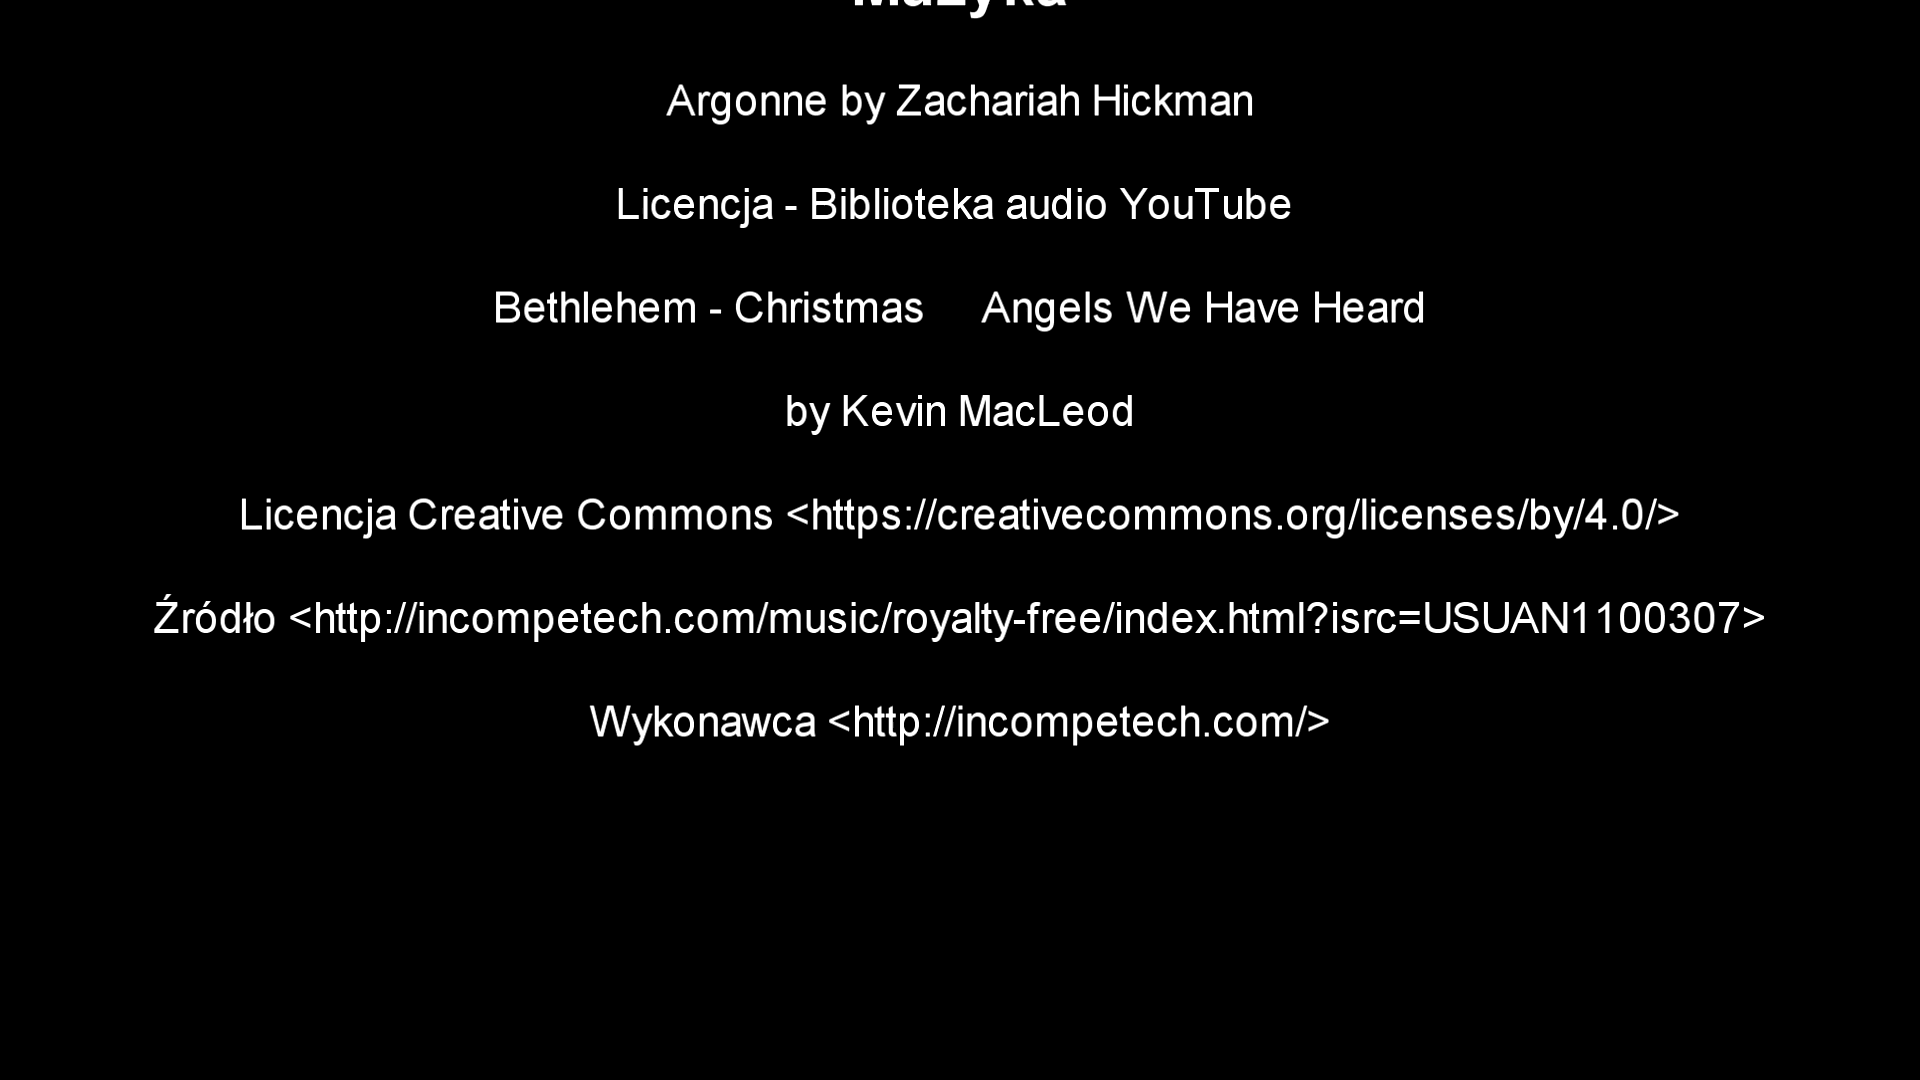 Muzyka
Argonne by Zachariah Hickman
Licencja - Biblioteka audio YouTube
Bethlehem - Christmas Angels We Have Heard
by Kevin MacLeod
Licencja Creative Commons <https://creativecommons.org/licenses/by/4.0/>
Źródło <http://incompetech.com/music/royalty-free/index.html?isrc=USUAN1100307>
Wykonawca <http://incompetech.com/>